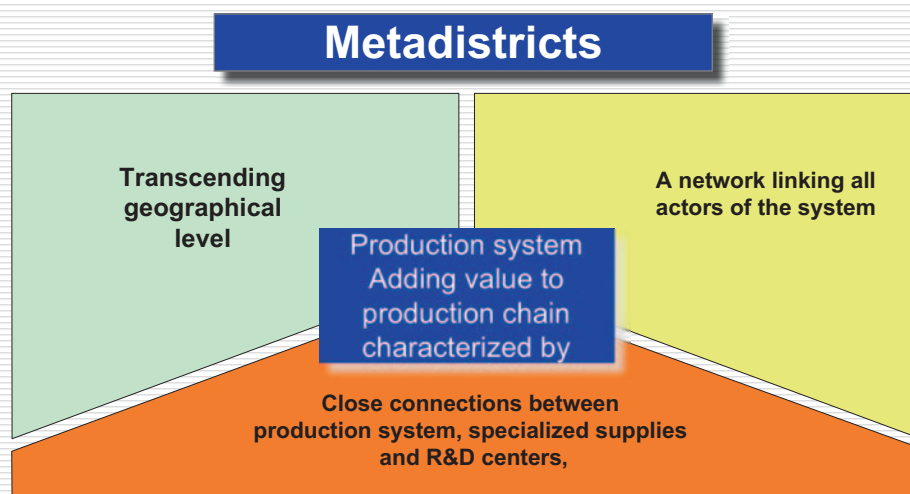 Metadistricts
Transcending
geographical
level
A network linking all
actors of the system
Production system
Adding value to
production chain
characterized by
Close connections between
production system, specialized supplies
and R&D centers,